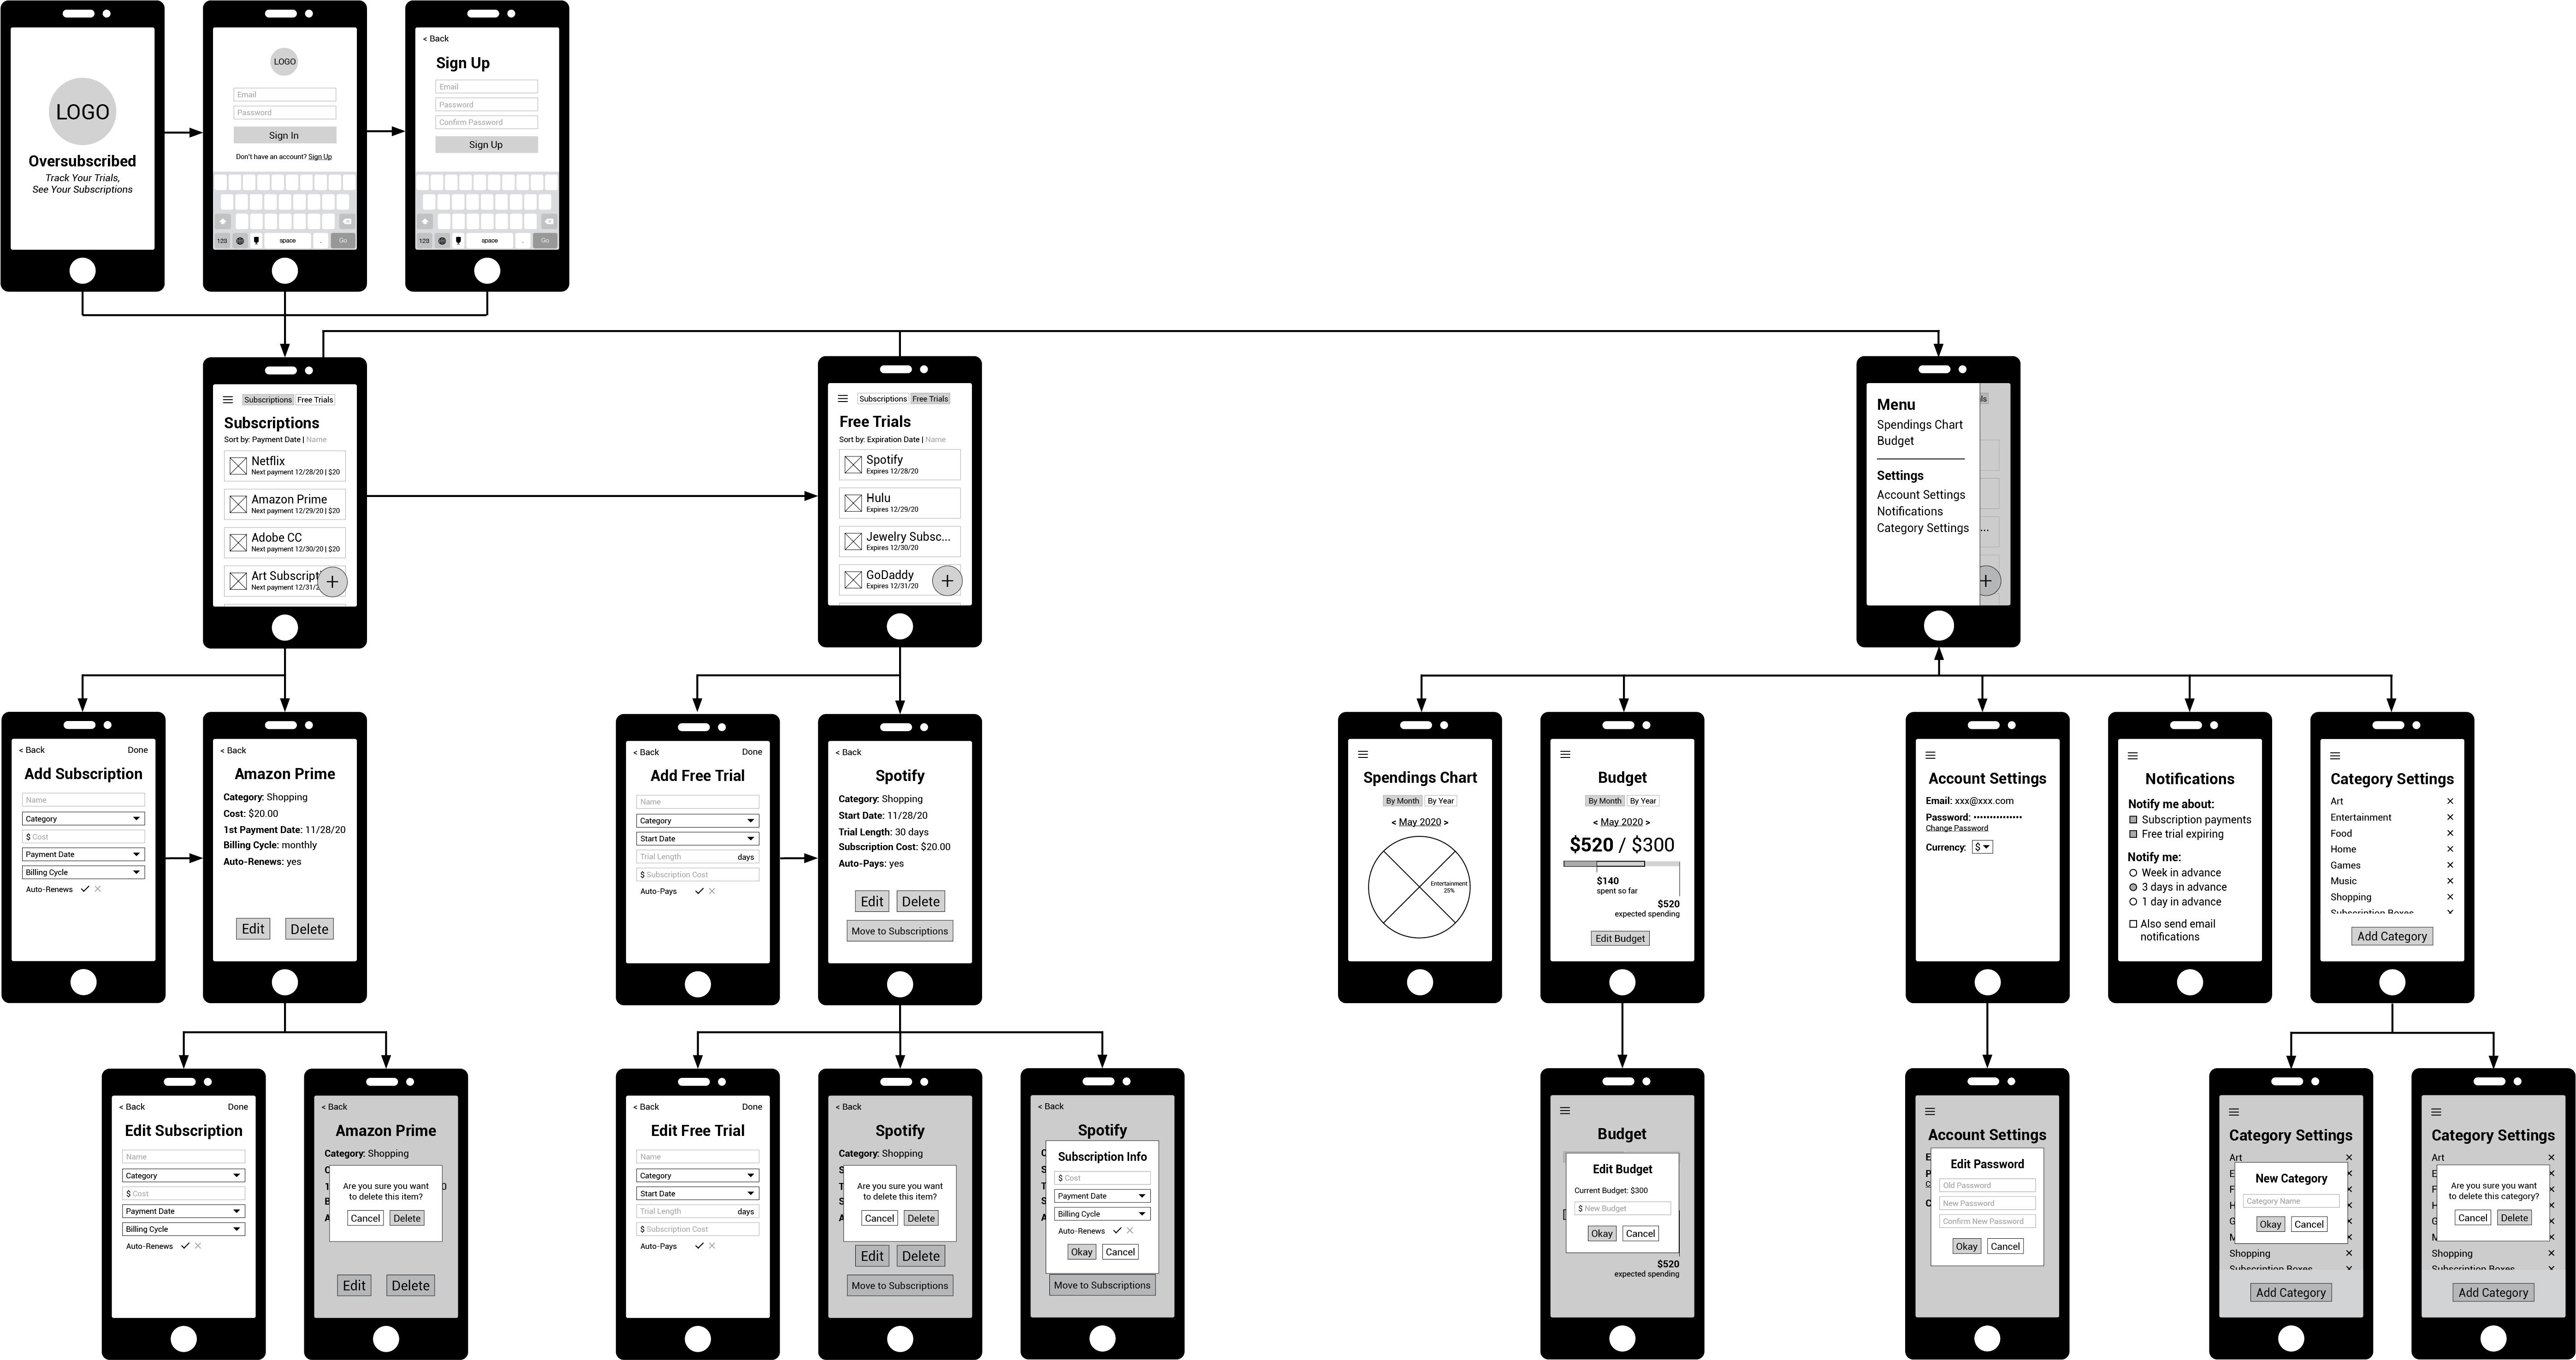 LOGO
Oversubscribed
Track Your Trials,
See Your Subscriptions
LOGO
Email
Password
Sign In
Don't have an account? Sign Up
123
space
.
Go
< Back
Sign Up
Email
Password
Confirm Password
Sign Up
123
space
.
Go
Subscriptions Free Trials
Subscriptions
Sort by: Payment Date | Name
Netflix
Next payment 12/28/20 | $20
Amazon Prime
Next payment 12/29/20 | $20
Adobe CC
Next payment 12/30/20 | $20
Art Subscript
Next payment 12/31/2
+
Subscriptions Free Trials
Free Trials
Sort by: Expiration Date | Name
Spotify
Expires 12/28/20
Hulu
Expires 12/29/20
Jewelry Subsc...
Expires 12/30/20
GoDaddy
Expires 12/31/20
+
Menu
Spendings Chart
Budget
Settings
Account Settings
Notifications
Category Settings
ls
...
+
< Back Done
Add Subscription
Name
Category
$ Cost
Payment Date
Billing Cycle
Auto-Renews
< Back
Amazon Prime
Category: Shopping
Cost: $20.00
1st Payment Date: 11/28/20
Billing Cycle: monthly
Auto-Renews: yes
Edit Delete
< Back Done
Add Free Trial
Name
Category
Start Date
Trial Length days
$ Subscription Cost
Auto-Pays
< Back
Spotify
Category: Shopping
Start Date: 11/28/20
Trial Length: 30 days
Subscription Cost: $20.00
Auto-Pays: yes
Edit Delete
Move to Subscriptions
Spendings Chart
By Month By Year
< May 2020 >
Entertainment
25%
Budget
By Month By Year
< May 2020 >
$520 / $300
$140
spent so far
$520
expected spending
Edit Budget
Account Settings
Email: xxx@xxx.com
Password: ••••••••••••••
Change Password
Currency: $
Notifications
Notify me about:
Subscription payments
Free trial expiring
Notify me:
Week in advance
3 days in advance
1 day in advance
Also send email
notifications
Category Settings
Art
Entertainment
Food
Home
Games
Music
Shopping
Subscription Boxes
Add Category
< Back Done
Edit Subscription
Name
Category
$ Cost
Payment Date
Billing Cycle
Auto-Renews
< Back
Amazon Prime
Category: Shopping
Are you sure you want
to delete this item?
Cancel Delete
Edit Delete
< Back Done
Edit Free Trial
Name
Category
Start Date
Trial Length days
$ Subscription Cost
Auto-Pays
< Back
Spotify
Category: Shopping
Are you sure you want
to delete this item?
Cancel Delete
Edit Delete
Move to Subscriptions
< Back
Spotify
Subscription Info
$ Cost
Payment Date
Billing Cycle
Auto-Renews
Okay Cancel
Move to Subscriptions
Budget
Edit Budget
Current Budget: $300
$ New Budget
Okay Cancel
$520
expected spending
Account Settings
Edit Password
Old Password
New Password
Confirm New Password
Okay Cancel
Category Settings
Art
New Category
Category Name
Okay Cancel
Shopping
Subscription Boxes
Add Category
Category Settings
Art
Are you sure you want
to delete this category?
Cancel Delete
Shopping
Subscription Boxes
Add Category